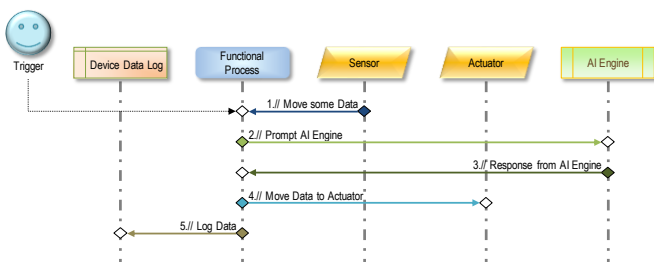 Trigger
Device Data Log
Functional
Process
Sensor
Actuator
AI Engine
1.// Move some Data
2.// Prompt AI Engine
3.// Response from AI Engine
4.// Move Data to Actuator
5.// Log Data